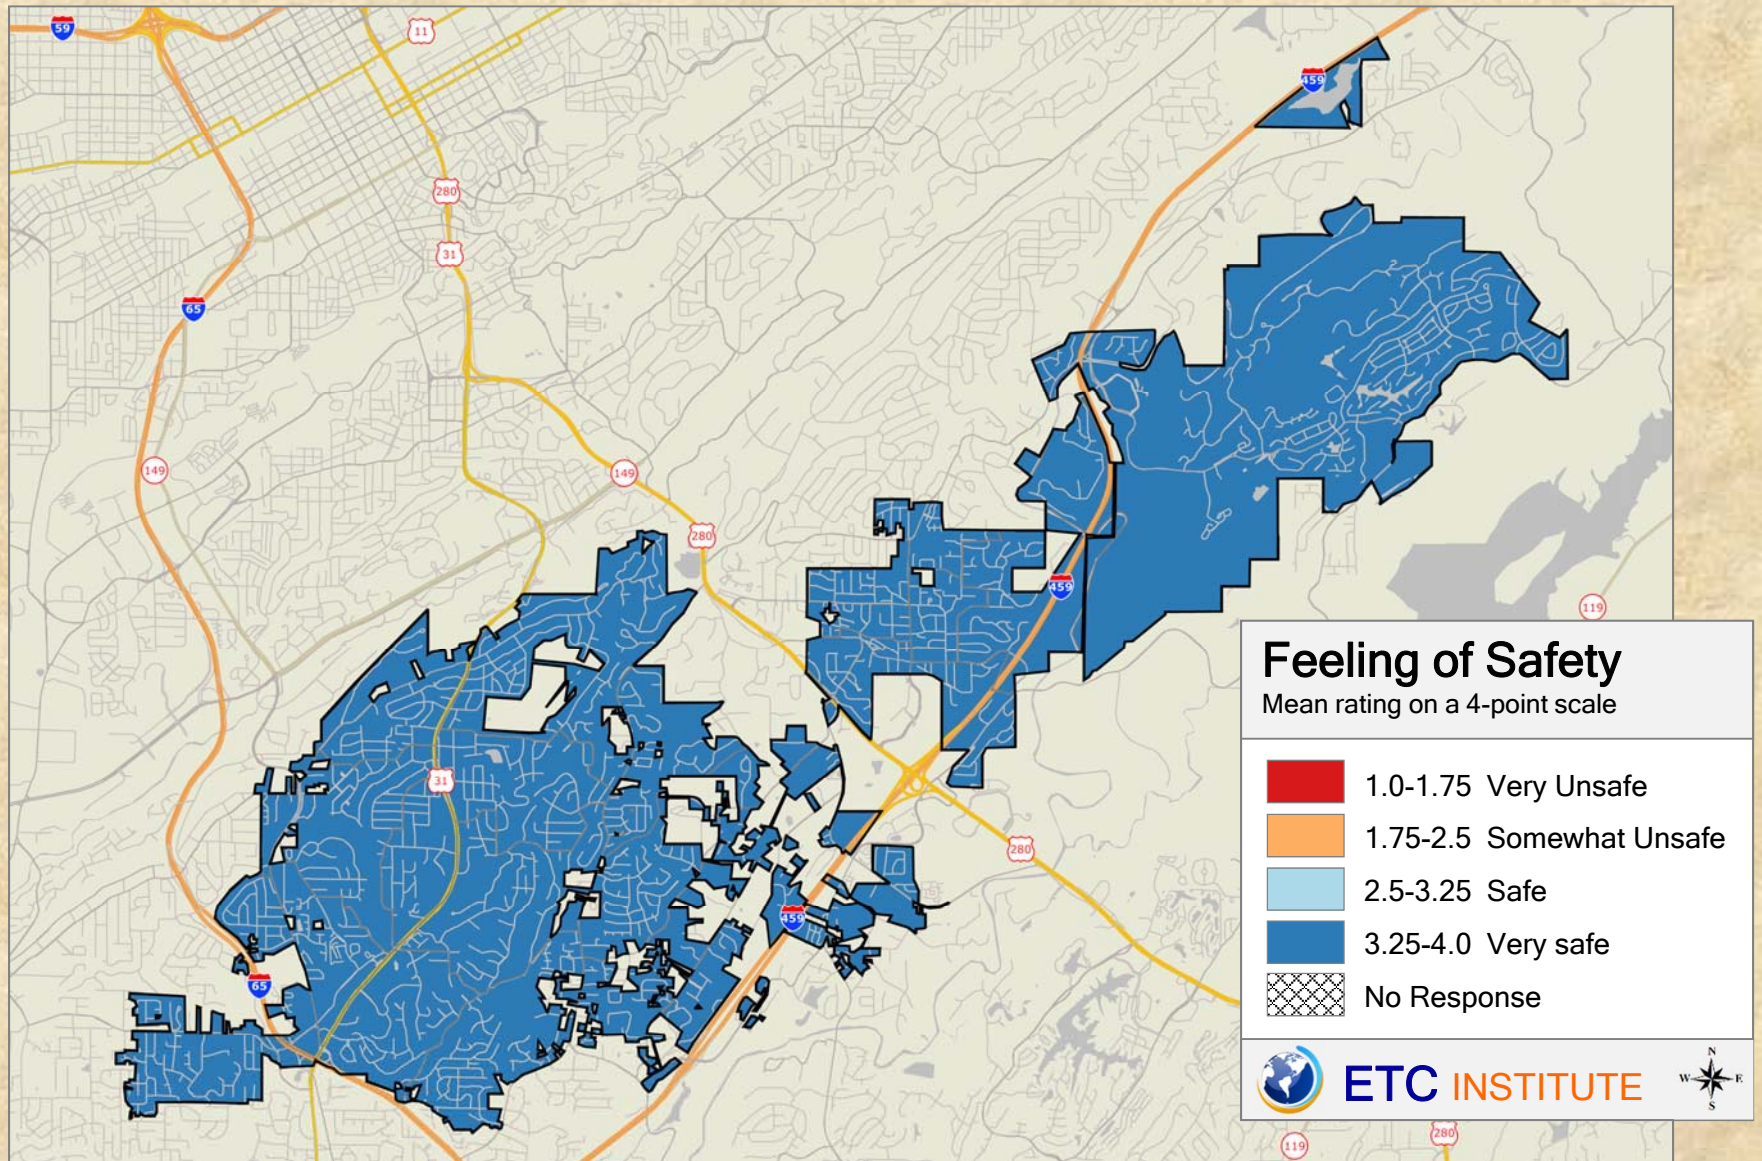 59
11
459
280
31
65
149
149
280
459
119
31
280
459
65
Feeling of Safety
Mean rating on a 4-point scale
1.0-1.75 Very Unsafe
1.75-2.5 Somewhat Unsafe
2.5-3.25 Safe
3.25-4.0 Very safe
No Response
ETC INSTITUTE
N
W E
S
280
119